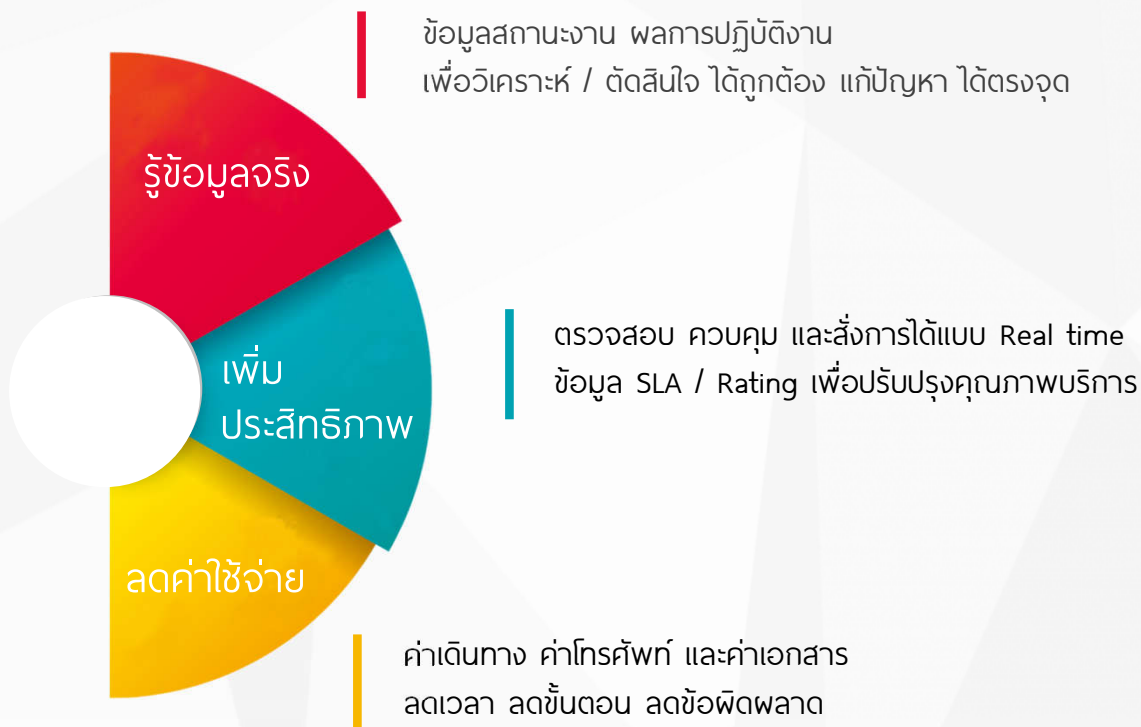 ข้อมูลสถานะงาน ผลการปฏิบัติงาน
เพื่อวิเคราะห์ / ตัดสินใจ ได้ถูกต้อง แก้ปัญหา ได้ตรงจุด
รู้ข้อมูลจริง
ตรวจสอบ ควบคุม และสั่งการได้แบบ Real time
ข้อมูล SLA / Rating เพื่อปรับปรุงคุณภาพบริการ
เพิ่ม
ประสิทธิภาพ
ลดค่าใช้จ่าย
ค่าเดินทาง ค่าโทรศัพท์ และค่าเอกสาร
ลดเวลา ลดขั้นตอน ลดข้อผิดผลาด